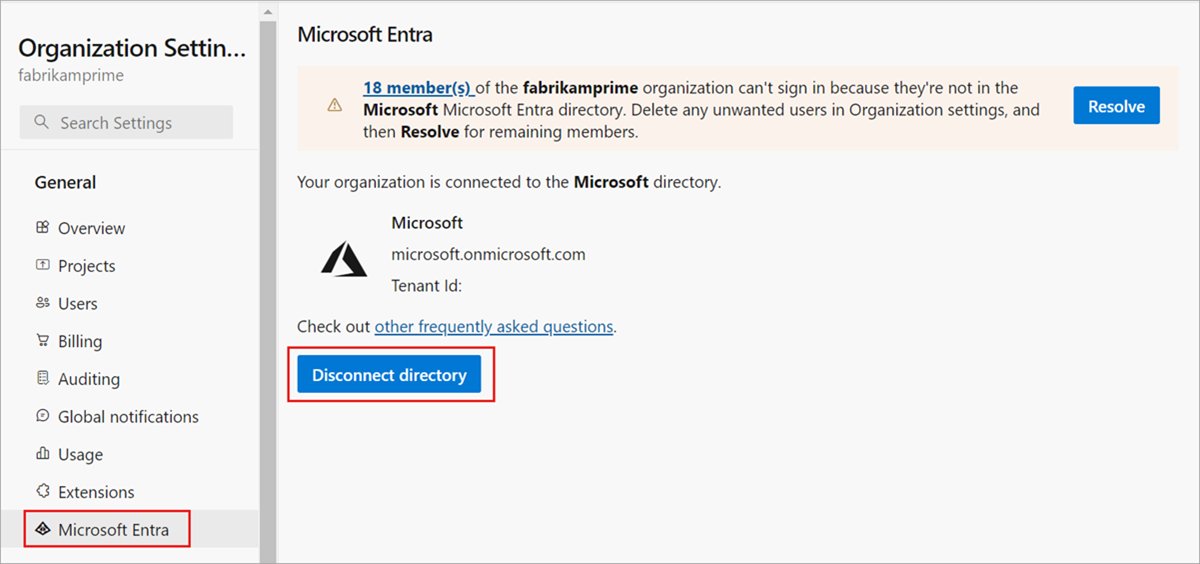 Organization Settin...
fabrikamprime
Search Settings
General
Overview
Projects
Users
Billing
Auditing
Global notifications
Usage
Extensions
Microsoft Entra
Microsoft Entra
18 member(s) of the fabrikamprime organization can't sign in because they're not in the
Microsoft Microsoft Entra directory. Delete any unwanted users in Organization settings, and
then Resolve for remaining members.
Resolve
Your organization is connected to the Microsoft directory.
Microsoft
microsoft.onmicrosoft.com
Tenant Id:
Check out other frequently asked questions.
Disconnect directory